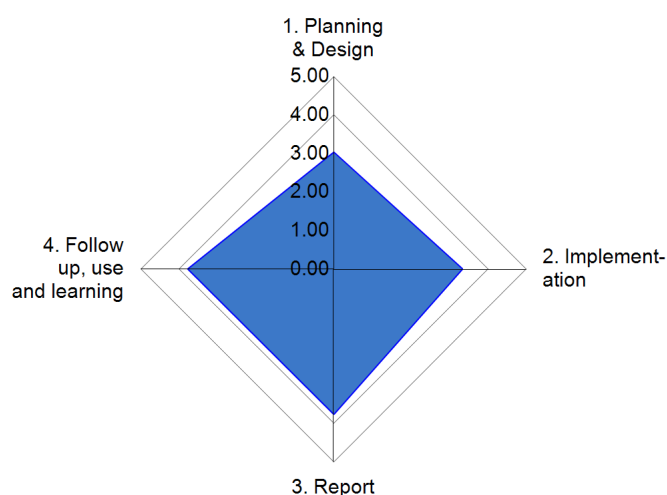 1. Planning
& Design
5.00
4.00
3.00
2.00
1.00
0.00
4. Follow
up, use
and learning
2. Implement-
ation
3. Report